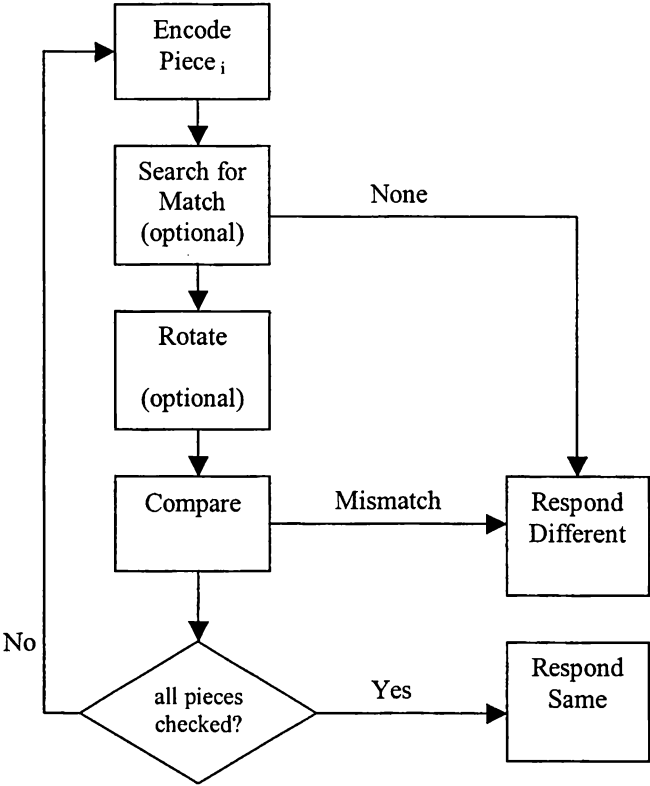 Encode
Piece i
Search for
Match
(optional)
None
Rotate
(optional)
Compare
Mismatch
Respond
Different
No
all pieces
checked?
Yes
Respond
Same